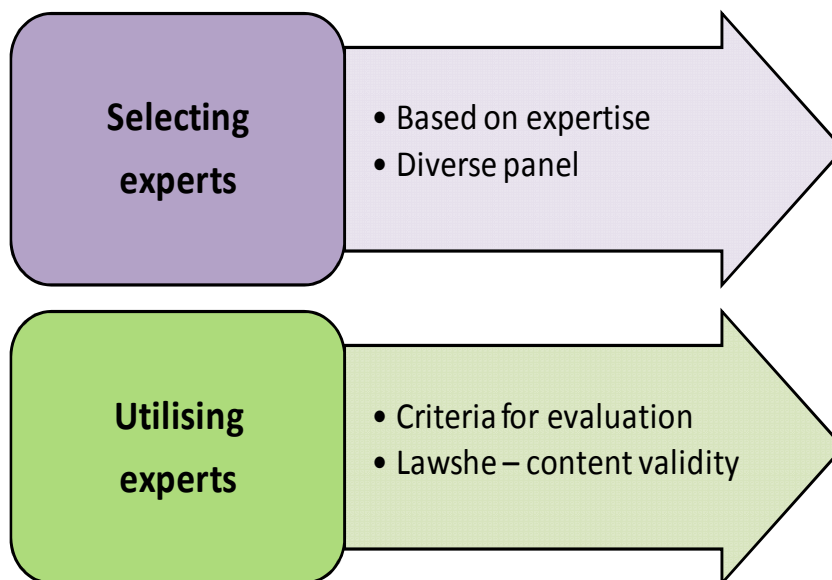 Selecting
experts
• Based on expertise
• Diverse panel
Utilising
experts
• Criteria for evaluation
• Lawshe – content validity